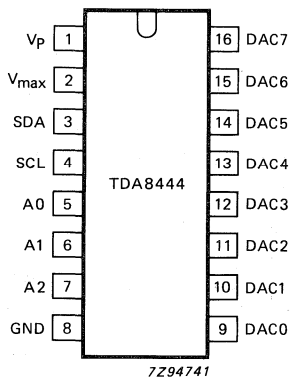 VP 1 16 DAC7
Vmax 2 15 DAC6
SDA 3 14 DAC5
SCL 4 13 DAC4
TDA8444
A0 5 12 DAC3
A1 6 11 DAC2
A2 7 10 DAC1
GND 8 9 DAC0
7Z94741